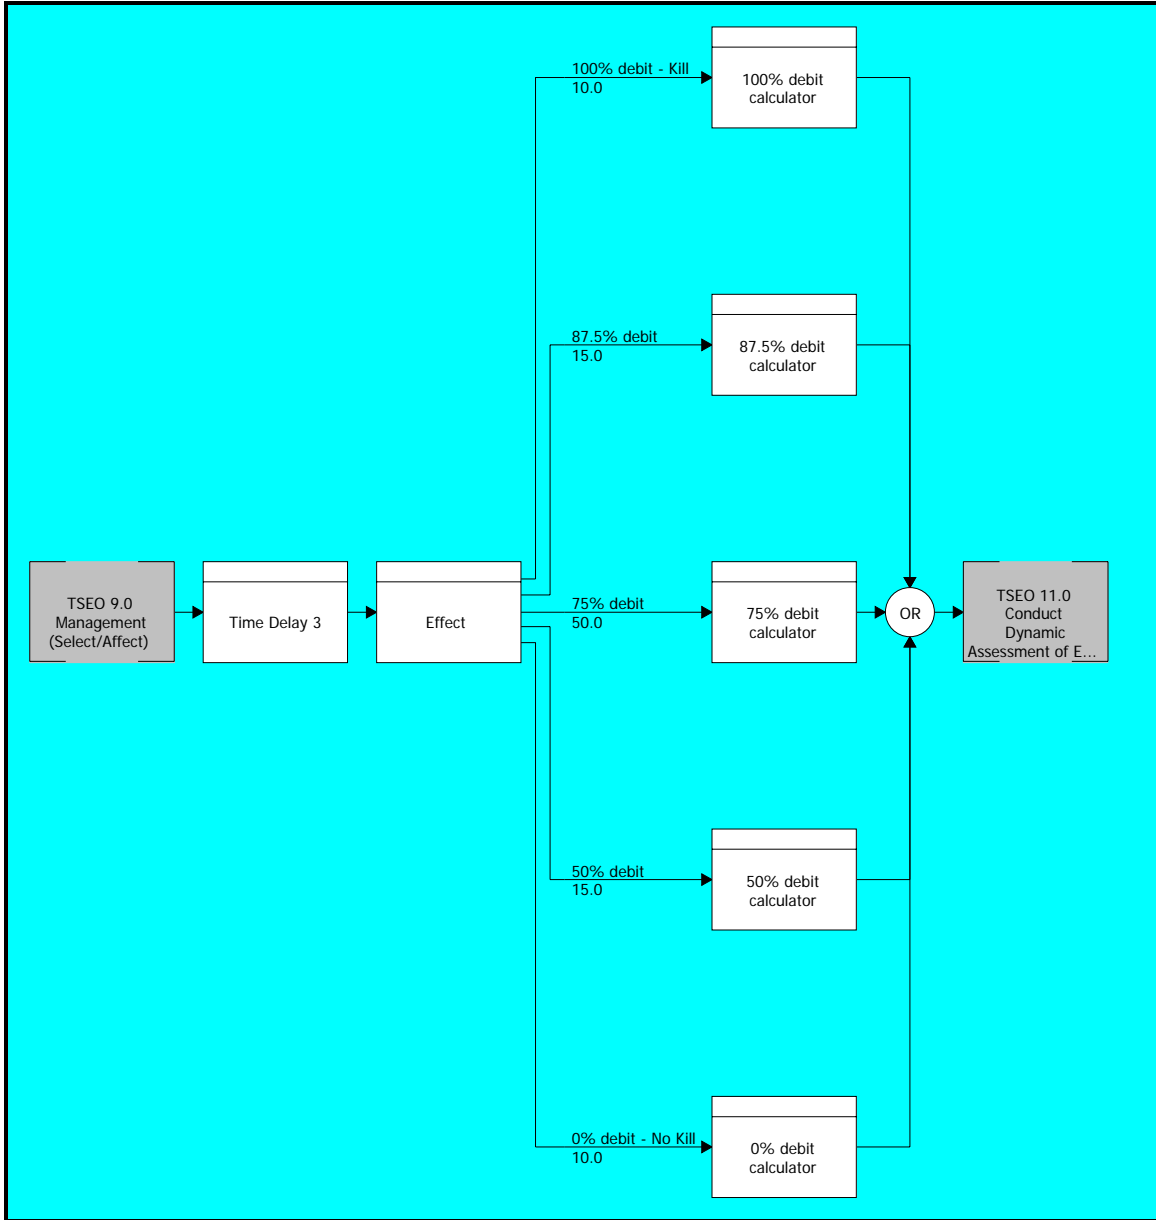 100% debit - Kill
10.0
100% debit
calculator
87.5% debit
15.0
87.5% debit
calculator
TSEO 9.0
Management
(Select/Affect)
Time Delay 3
Effect
75% debit
50.0
75% debit
calculator
OR
TSEO 11.0
Conduct
Dynamic
Assessment of E...
50% debit
15.0
50% debit
calculator
0% debit - No Kill
10.0
0% debit
calculator